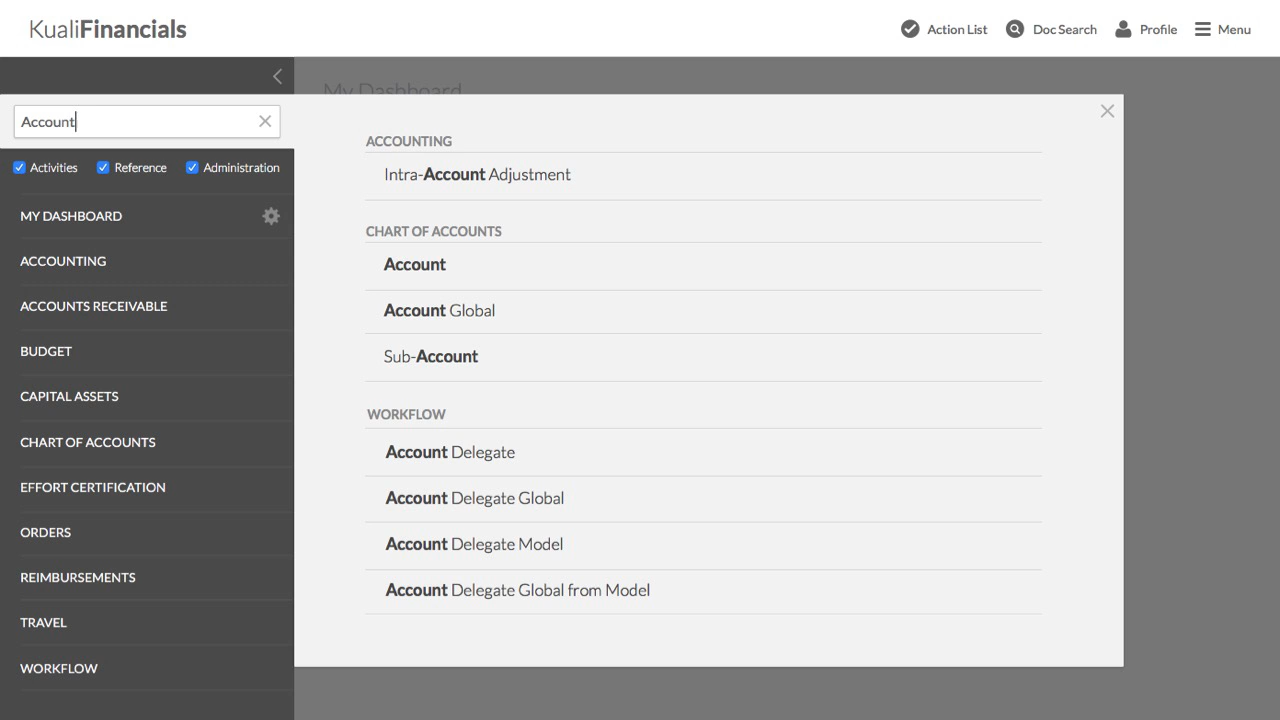 KualiFinancials
Action List
Doc Search
Profile
Menu
My Dashboard
Account
Activities
Reference
Administration
MY DASHBOARD
ACCOUNTING
ACCOUNTS RECEIVABLE
BUDGET
CAPITAL ASSETS
CHART OF ACCOUNTS
EFFORT CERTIFICATION
ORDERS
REIMBURSEMENTS
TRAVEL
WORKFLOW
ACCOUNTING
Intra-Account Adjustment
CHART OF ACCOUNTS
Account
Account Global
Sub-Account
WORKFLOW
Account Delegate
Account Delegate Global
Account Delegate Model
Account Delegate Global from Model